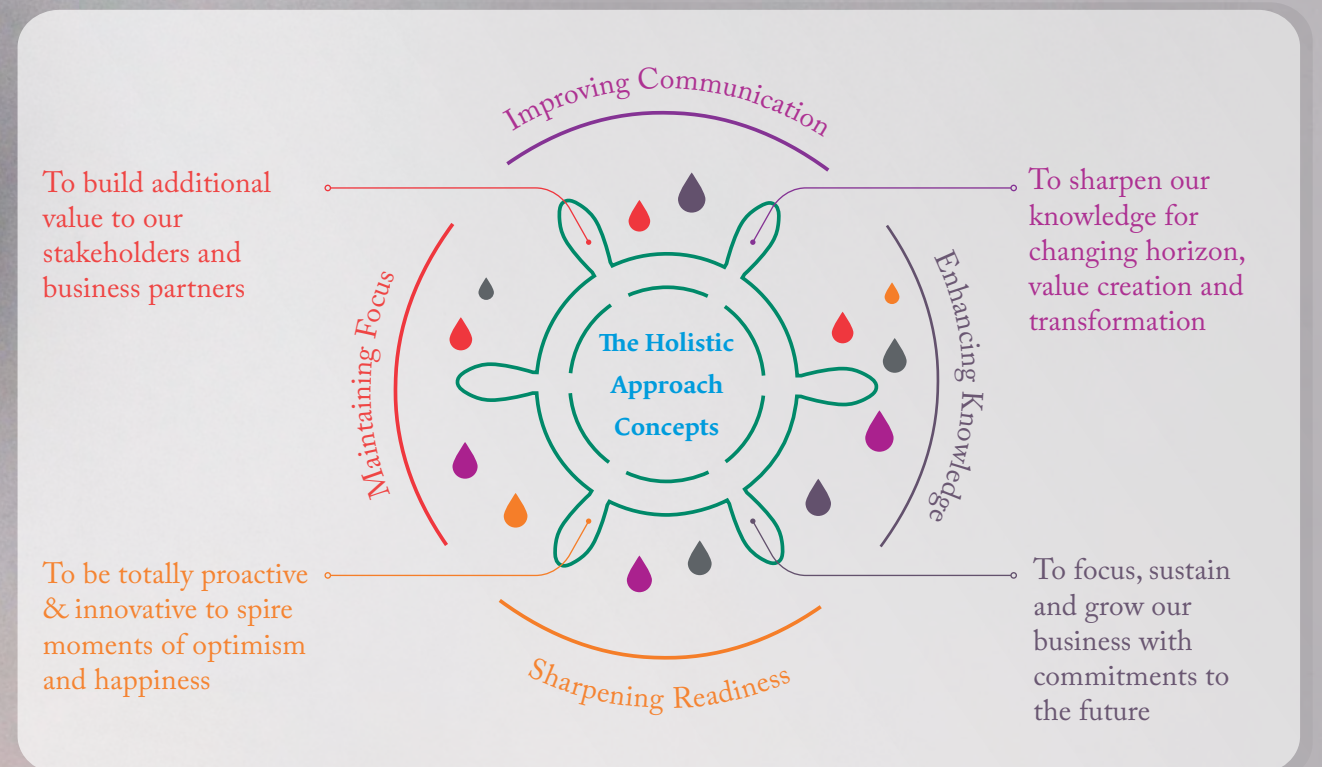 Improving Communication
To build additional
value to our
stakeholders and
business partners
To sharpen our
knowledge for
changing horizon,
value creation and
transformation
Maintaining Focus
The Holistic
Approach
Concepts
Enhancing Knowledge
To be totally proactive
& innovative to spire
moments of optimism
and happiness
To focus, sustain
and grow our
business with
commitments to
the future
Sharpening Readiness